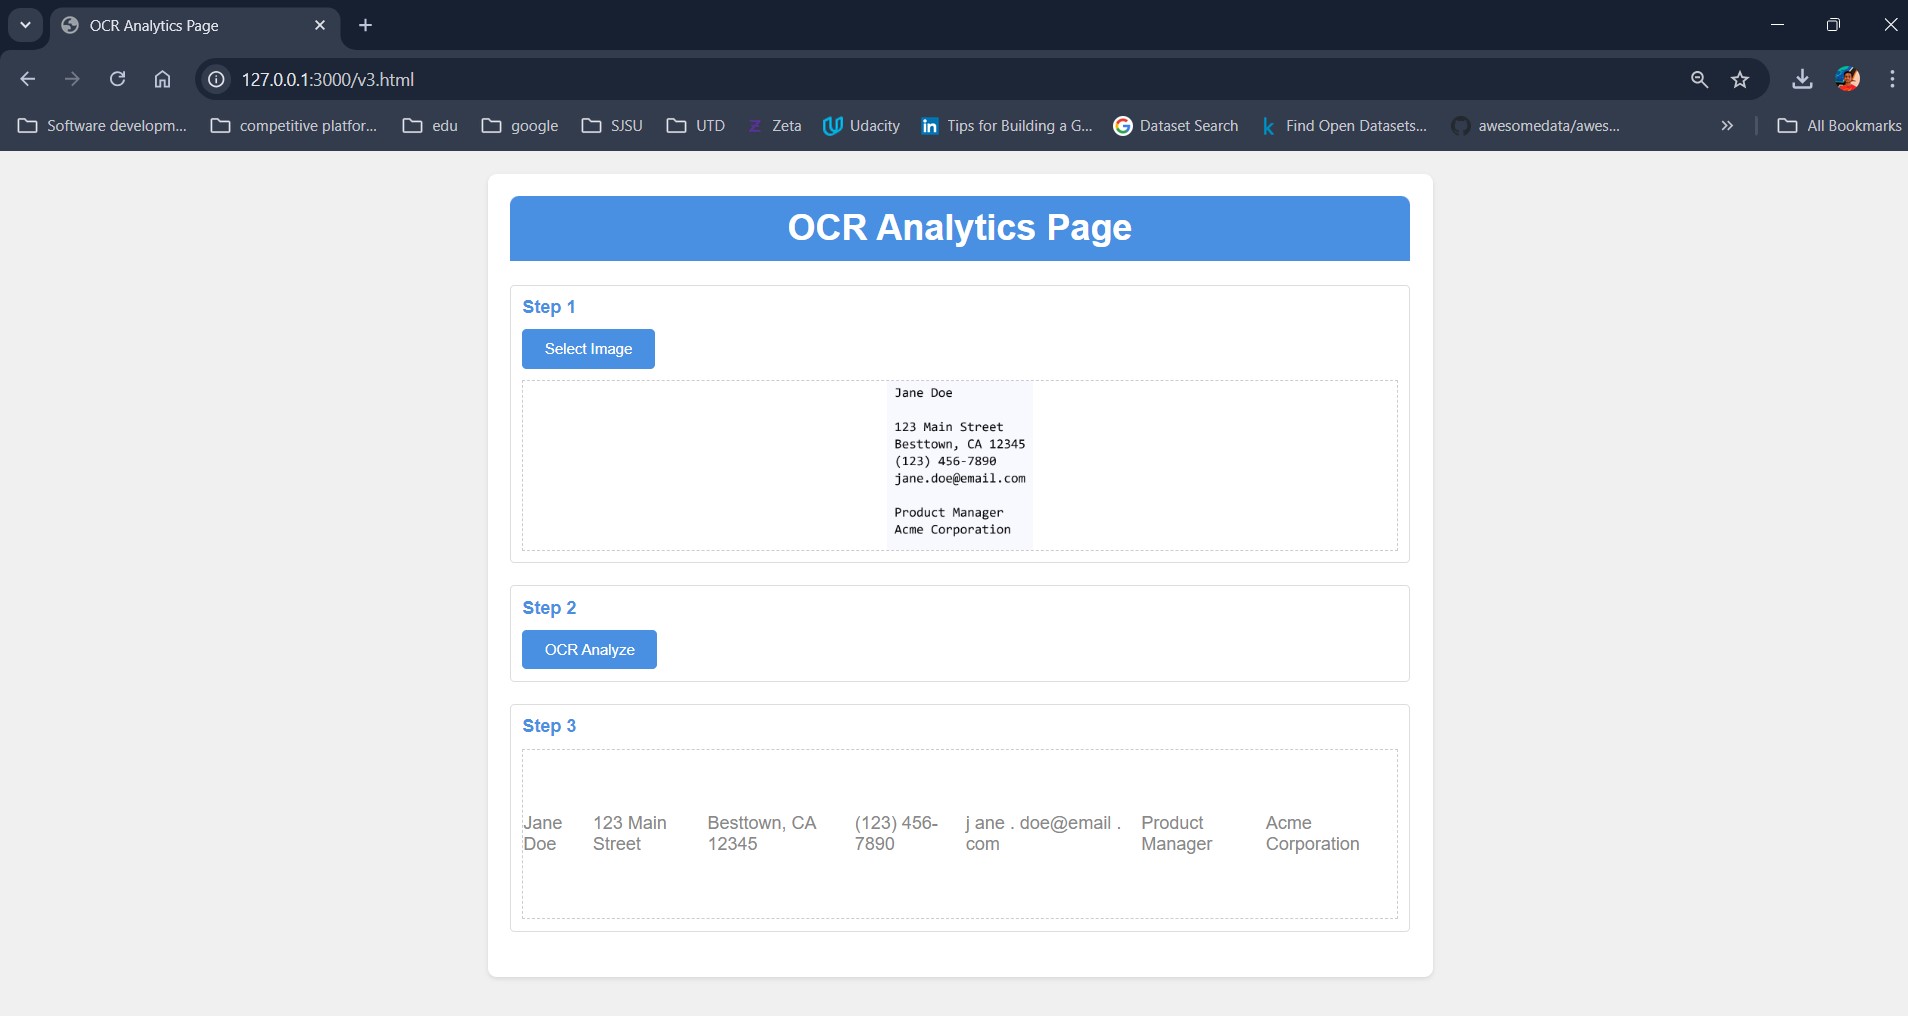 OCR Analytics Page
127.0.0.1:3000/v3.html
Software developm...
competitive platfor...
edu
google
SJSU
UTD
Zeta
Udacity
Tips for Building a G...
Dataset Search
Find Open Datasets...
awesomedata/awes...
All Bookmarks
OCR Analytics Page
Step 1
Select Image
Jane Doe
123 Main Street
Besttown, CA 12345
(123) 456-7890
jane.doe@email.com
Product Manager
Acme Corporation
Step 2
OCR Analyze
Step 3
Jane
Doe
123 Main
Street
Besttown, CA
12345
(123) 456-
7890
j ane . doe@email .
com
Product
Manager
Acme
Corporation